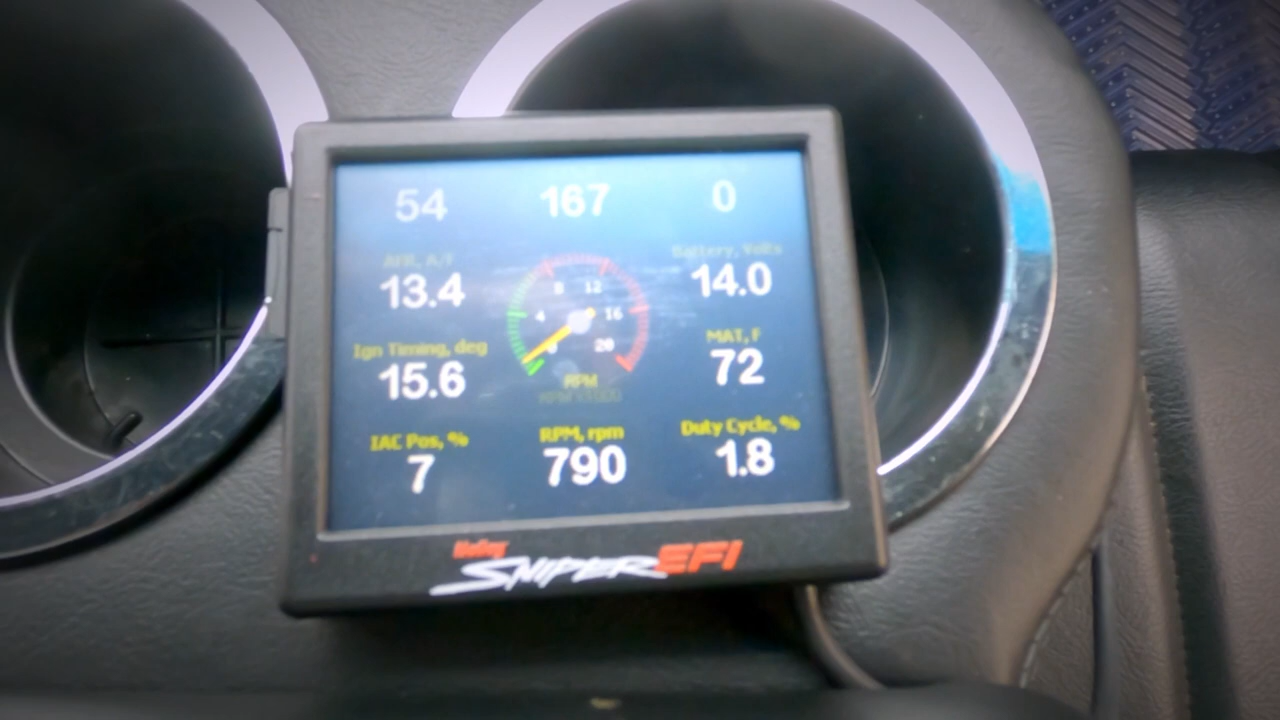 54 167 0
AFR, A/F Battery, Volts
13.4 14.0
8 12
4 16
20
Ign Timing, deg MAT, F
15.6 72
RPM
IAC Pos, % RPM, rpm Duty Cycle, %
7 790 1.8
Holley
SNIPER EFI